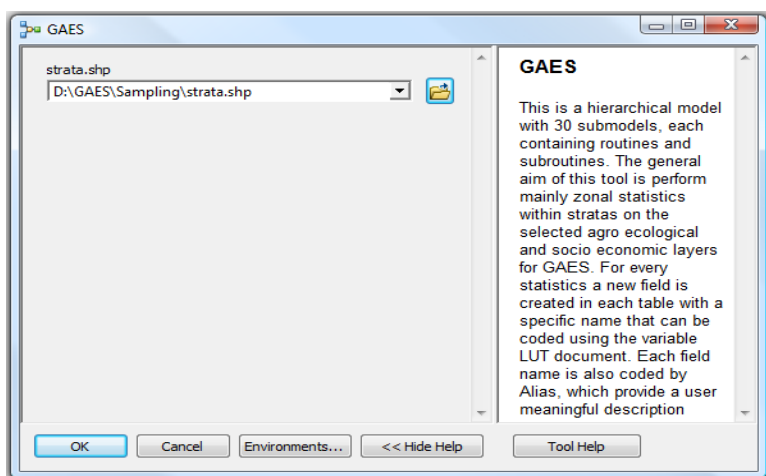 GAES
strata.shp
D:\GAES\Sampling\strata.shp
GAES
This is a hierarchical model
with 30 submodels, each
containing routines and
subroutines. The general
aim of this tool is perform
mainly zonal statistics
within stratas on the
selected agro ecological
and socio economic layers
for GAES. For every
statistics a new field is
created in each table with a
specific name that can be
coded using the variable
LUT document. Each field
name is also coded by
Alias, which provide a user
meaningful description
OK
Cancel
Environments...
<< Hide Help
Tool Help